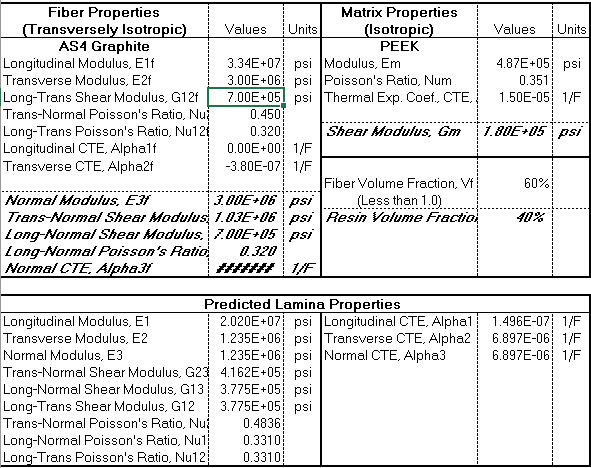 Fiber Properties
(Transversely Isotropic) Values Units
AS4 Graphite
Longitudinal Modulus, E1f 3.34E+07 psi
Transverse Modulus, E2f 3.00E+06 psi
Long-Trans Shear Modulus, G12f 7.00E+05 psi
Trans-Normal Poisson's Ratio, Nu 0.450
Long-Trans Poisson's Ratio, Nu12f 0.320
Longitudinal CTE, Alpha1f 0.00E+00 1/F
Transverse CTE, Alpha2f -3.80E-07 1/F
Normal Modulus, E3f 3.00E+06 psi
Trans-Normal Shear Modulus, 1.03E+06 psi
Long-Normal Shear Modulus, 7.00E+05 psi
Long-Normal Poisson's Ratio, 0.320
Normal CTE, Alpha3f ####### 1/F
Matrix Properties
(Isotropic) Values Units
PEEK
Modulus, Em 4.87E+05 psi
Poisson's Ratio, Num 0.351
Thermal Exp. Coef., CTE, 1.50E-05 1/F
Shear Modulus, Gm 1.80E+05 psi
Fiber Volume Fraction, Vf 60%
(Less than 1.0)
Resin Volume Fraction 40%
Predicted Lamina Properties
Longitudinal Modulus, E1 2.020E+07 psi Longitudinal CTE, Alpha1 1.496E-07 1/F
Transverse Modulus, E2 1.235E+06 psi Transverse CTE, Alpha2 6.897E-06 1/F
Normal Modulus, E3 1.235E+06 psi Normal CTE, Alpha3 6.897E-06 1/F
Trans-Normal Shear Modulus, G23 4.162E+05 psi
Long-Normal Shear Modulus, G13 3.775E+05 psi
Long-Trans Shear Modulus, G12 3.775E+05 psi
Trans-Normal Poisson's Ratio, Nu 0.4836
Long-Normal Poisson's Ratio, Nu1 0.3310
Long-Trans Poisson's Ratio, Nu12 0.3310